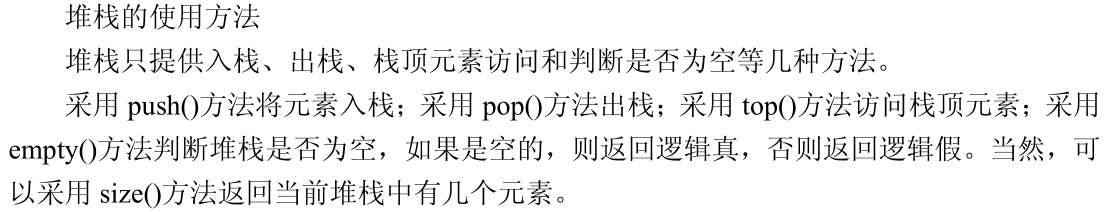 堆栈的使用方法
堆栈只提供入栈、出栈、栈顶元素访问和判断是否为空等几种方法。
采用 push()方法将元素入栈；采用 pop()方法出栈；采用 top()方法访问栈顶元素；采用
empty()方法判断堆栈是否为空，如果是空的，则返回逻辑真，否则返回逻辑假。当然，可
以采用 size()方法返回当前堆栈中有几个元素。